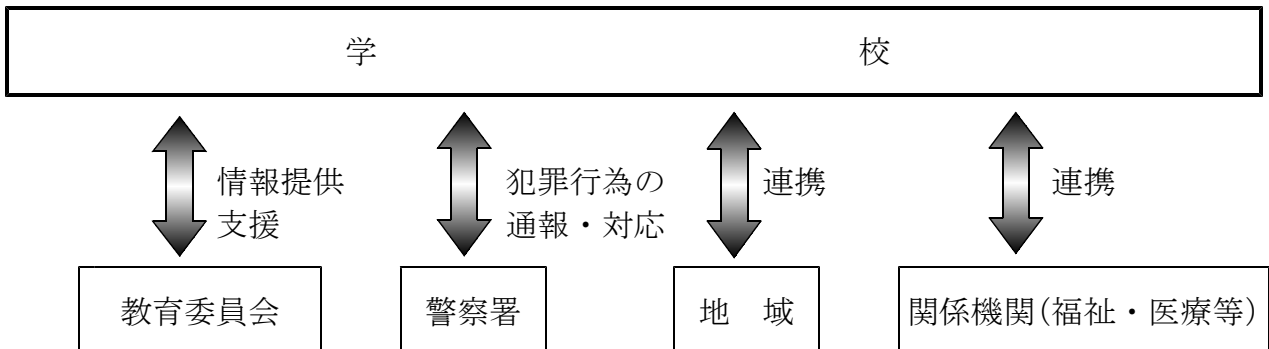 学　校
情報提供
支援
犯罪行為の
通報・対応
連携
連携
教育委員会
警察署
地　域
関係機関(福祉・医療等)